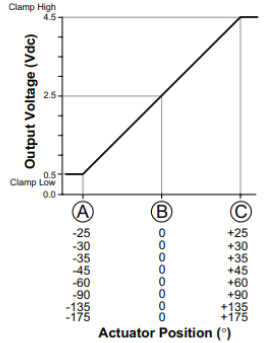 Clamp High
4.5
Output Voltage (Vdc)
2.5
0.5
Clamp Low
0.0
A B C
-25 0 +25
-30 0 +30
-35 0 +35
-45 0 +45
-60 0 +60
-90 0 +90
-135 0 +135
-175 0 +175
Actuator Position (°)